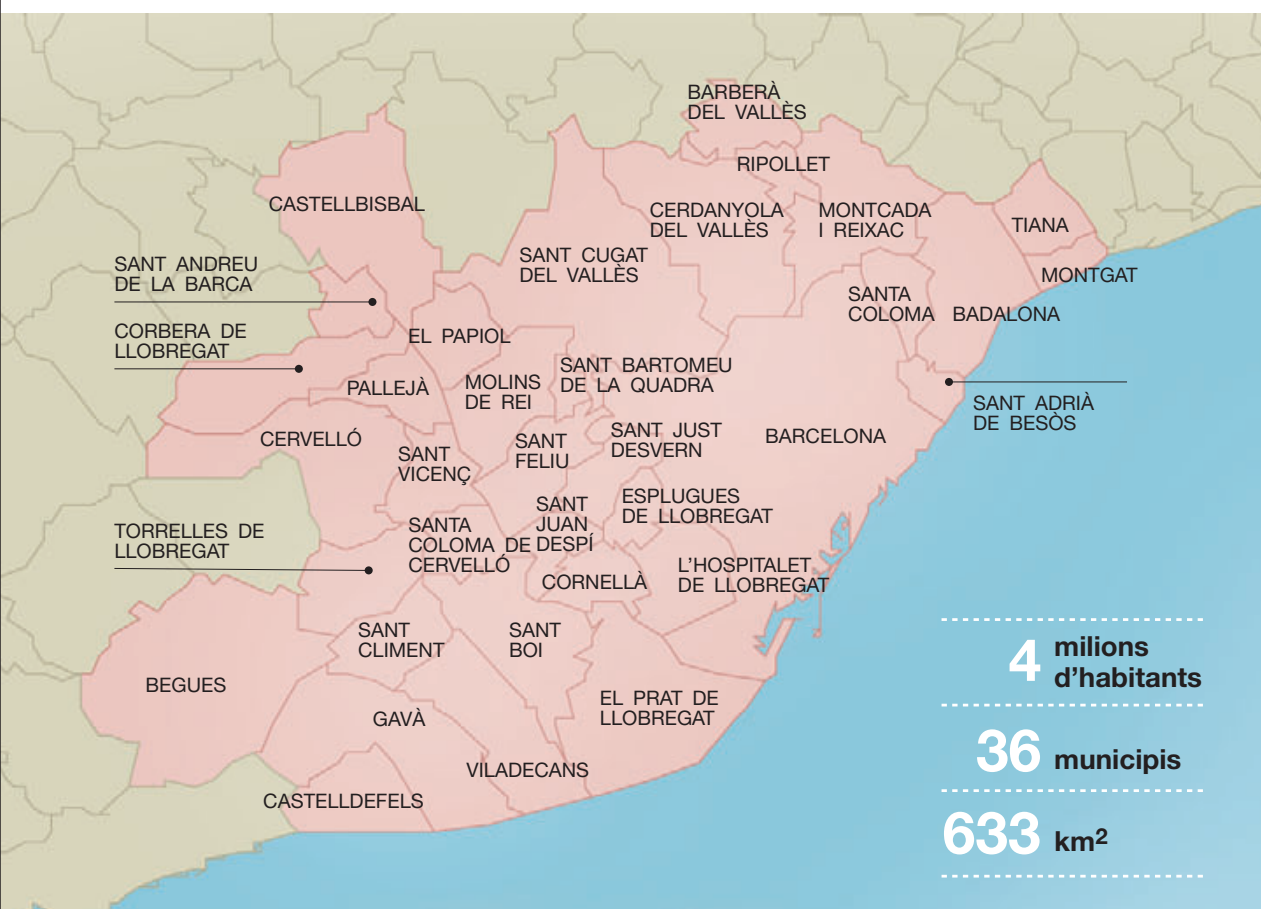 BARBERÀ
DEL VALLÈS
RIPOLLET
CASTELLBISBAL
CERDANYOLA
DEL VALLÈS
MONTCADA
I REIXAC
TIANA
SANT CUGAT
DEL VALLÈS
SANT ANDREU
DE LA BARCA
MONTGAT
SANTA
COLOMA
BADALONA
CORBERA DE
LLOBREGAT
EL PAPIOL
SANT BARTOMEU
DE LA QUADRA
PALLEJÀ
MOLINS
DE REI
SANT ADRIÀ
DE BESÒS
CERVELLÓ
SANT
VICENÇ
SANT
FELIU
SANT JUST
DESVERN
BARCELONA
ESPLUGUES
DE LLOBREGAT
SANT
JUAN
DESPÍ
TORRELLES DE
LLOBREGAT
SANTA
COLOMA DE
CERVELLÓ
CORNELLÀ
L'HOSPITALET
DE LLOBREGAT
SANT
CLIMENT
SANT
BOI
BEGUES
GAVÀ
EL PRAT DE
LLOBREGAT
VILADECANS
CASTELLDEFELS
4 milions
d'habitants
36 municipis
633 km²